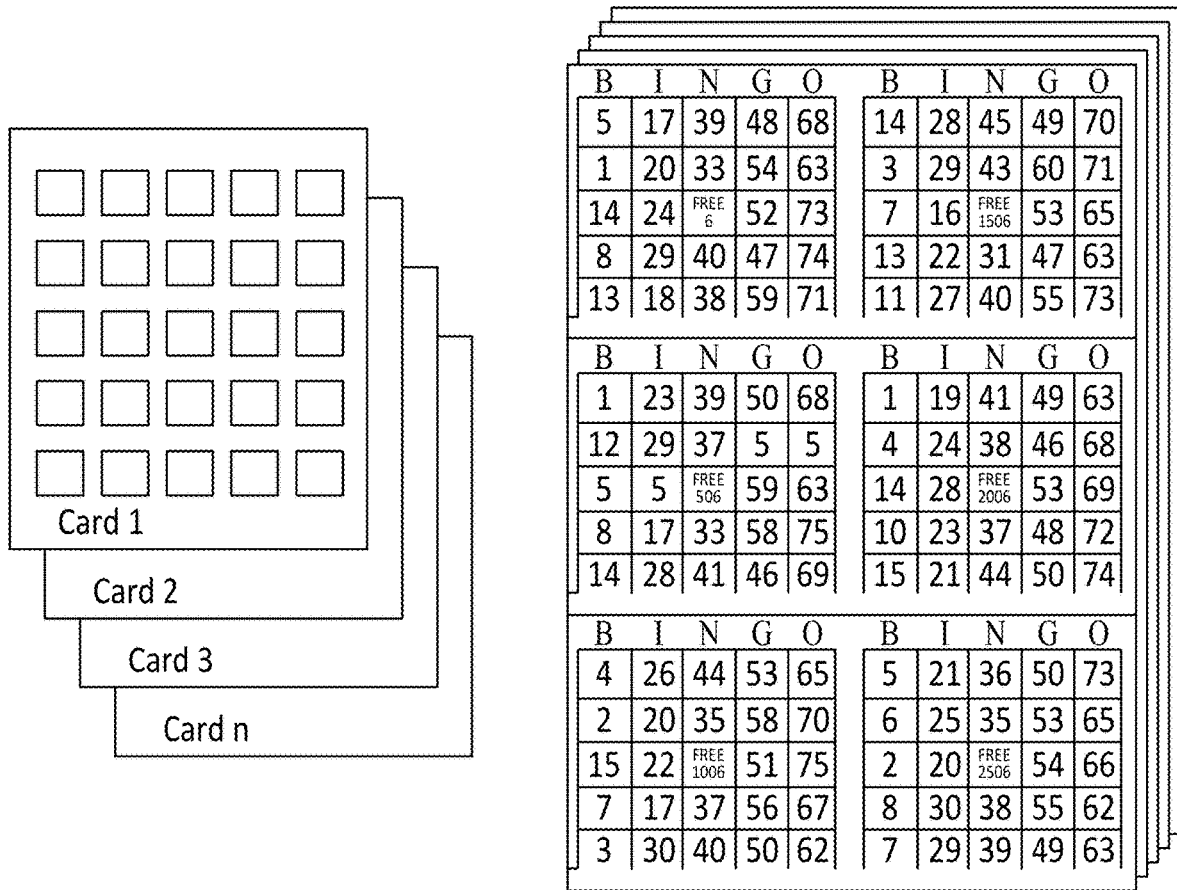 Card 1
Card 2
Card 3
Card n
B I N G O
5 17 39 48 68
1 20 33 54 63
14 24 FREE 6 52 73
8 29 40 47 74
13 18 38 59 71
B I N G O
14 28 45 49 70
3 29 43 60 71
7 16 FREE 1506 53 65
13 22 31 47 63
11 27 40 55 73
B I N G O
1 23 39 50 68
12 29 37 5 5
5 5 FREE 506 59 63
8 17 33 58 75
14 28 41 46 69
B I N G O
1 19 41 49 63
4 24 38 46 68
14 28 FREE 2006 53 69
10 23 37 48 72
15 21 44 50 74
B I N G O
4 26 44 53 65
2 20 35 58 70
15 22 FREE 1006 51 75
7 17 37 56 67
3 30 40 50 62
B I N G O
5 21 36 50 73
6 25 35 53 65
2 20 FREE 2506 54 66
8 30 38 55 62
7 29 39 49 63